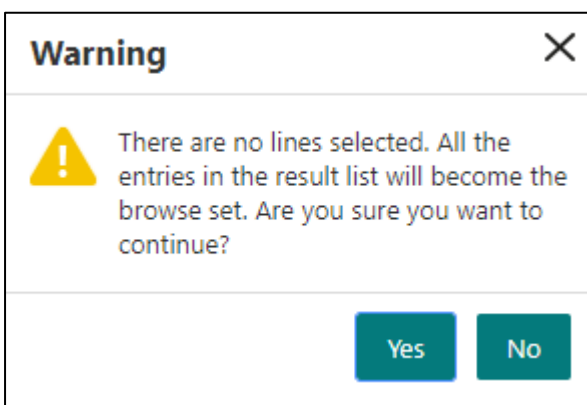 Warning
There are no lines selected. All the
entries in the result list will become the
browse set. Are you sure you want to
continue?
Yes No